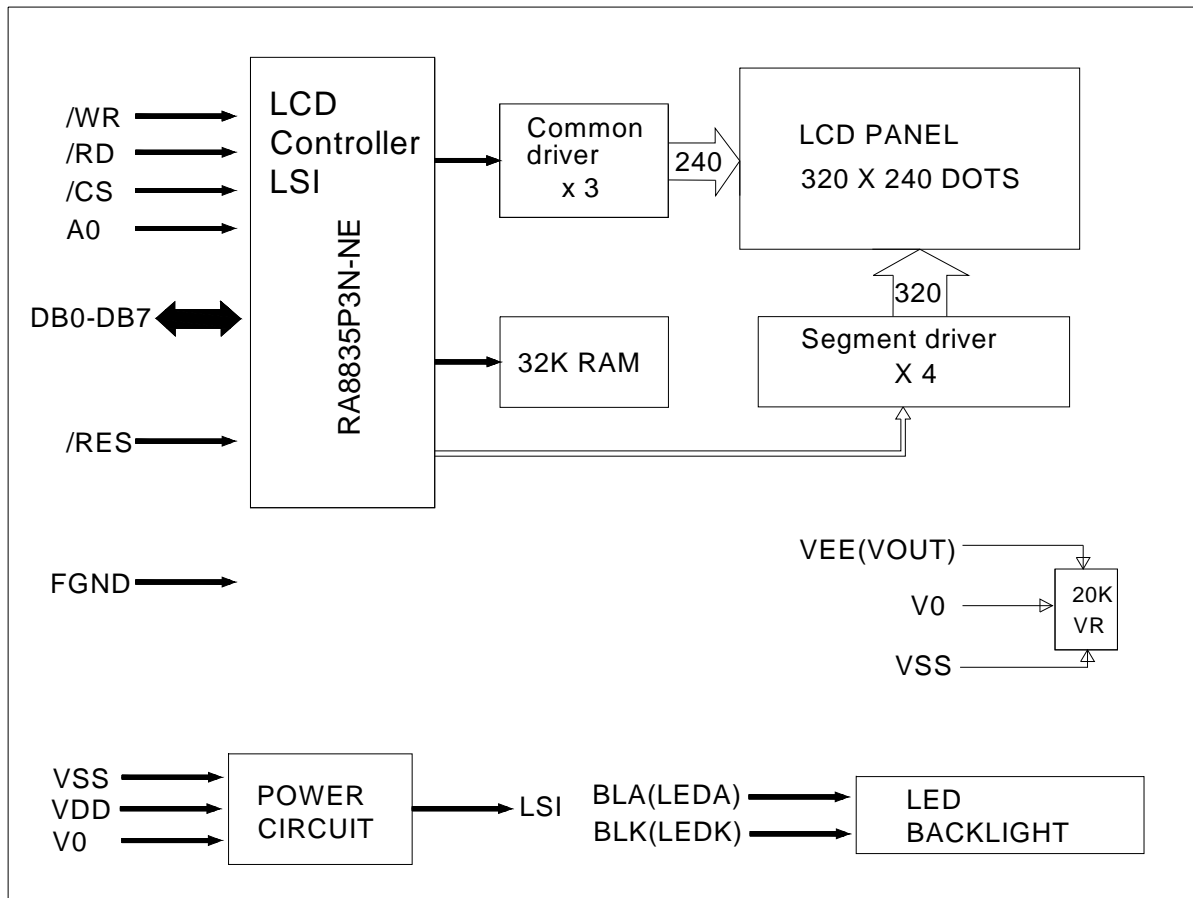 /WR
/RD
/CS
A0
DB0-DB7
/RES
FGND
LCD
Controller
LSI
RA8835P3N-NE
Common
driver
x 3
240
LCD PANEL
320 X 240 DOTS
320
Segment driver
X 4
32K RAM
VEE(VOUT)
V0
VSS
20K
VR
VSS
VDD
V0
POWER
CIRCUIT
LSI
BLA(LEDA)
BLK(LEDK)
LED
BACKLIGHT